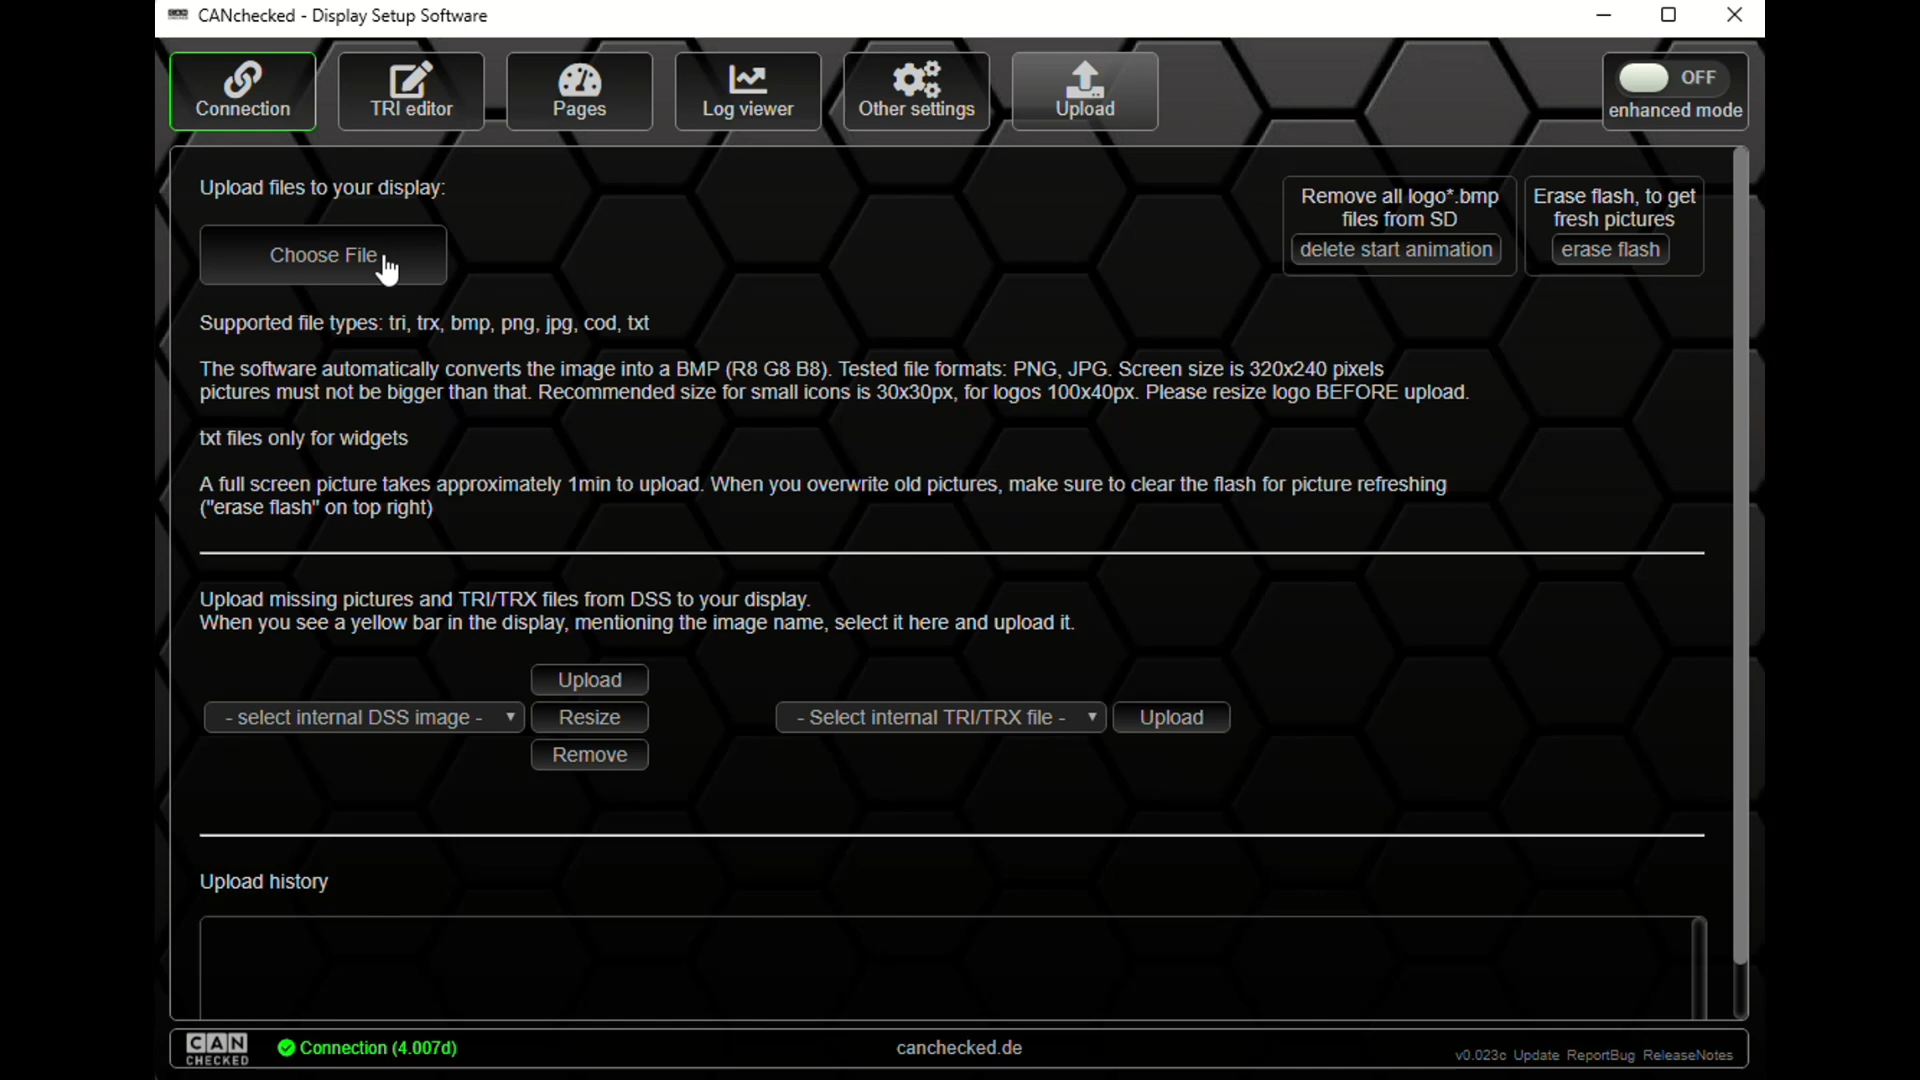 CANchecked - Display Setup Software
Connection
TRI editor
Pages
Log viewer
Other settings
Upload
OFF
enhanced mode
Upload files to your display:
Choose File
Remove all logo*.bmp
files from SD
delete start animation
Erase flash, to get
fresh pictures
erase flash
Supported file types: tri, trx, bmp, png, jpg, cod, txt
The software automatically converts the image into a BMP (R8 G8 B8). Tested file formats: PNG, JPG. Screen size is 320x240 pixels
pictures must not be bigger than that. Recommended size for small icons is 30x30px, for logos 100x40px. Please resize logo BEFORE upload.
txt files only for widgets
A full screen picture takes approximately 1min to upload. When you overwrite old pictures, make sure to clear the flash for picture refreshing
("erase flash" on top right)
Upload missing pictures and TRI/TRX files from DSS to your display.
When you see a yellow bar in the display, mentioning the image name, select it here and upload it.
- select internal DSS image -
Upload
Resize
Remove
- Select internal TRI/TRX file -
Upload
Upload history
CAN
CHECKED
Connection (4.007d)
canchecked.de
v0.023c Update ReportBug ReleaseNotes